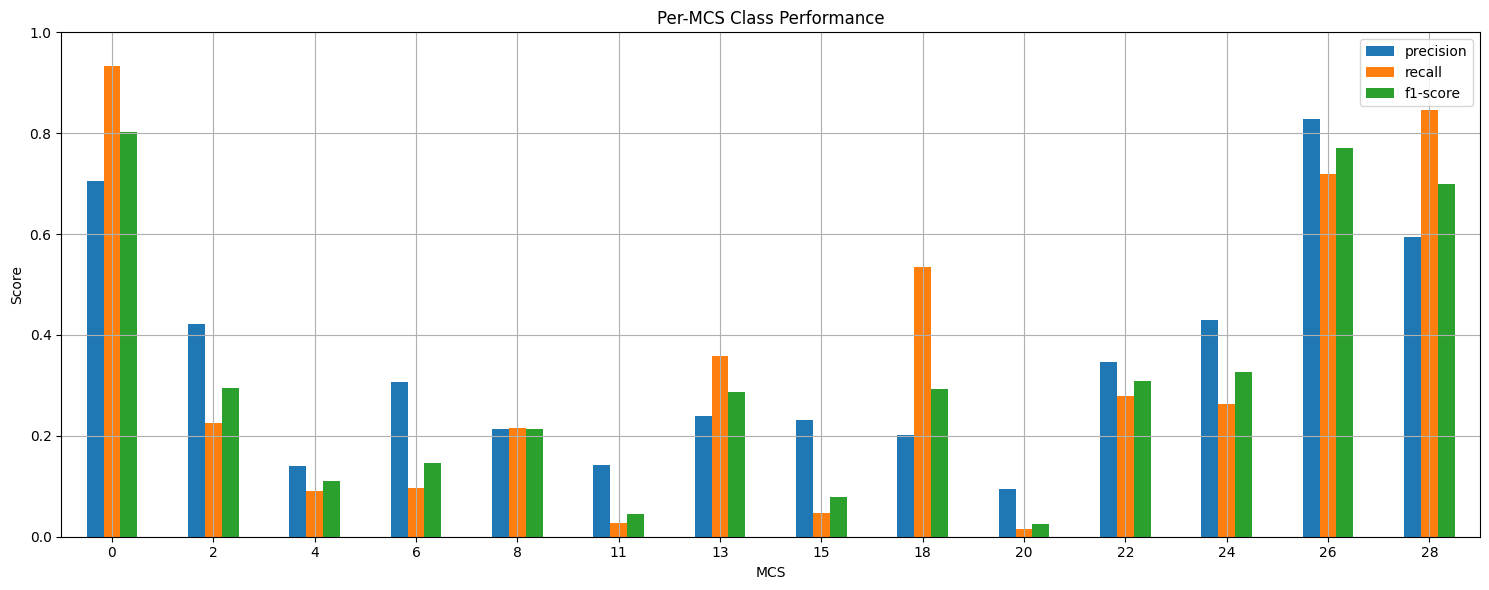 Per-MCS Class Performance
1.0
0.8
0.6
0.4
0.2
0.0
Score
precision
recall
f1-score
0 2 4 6 8 11 13 15 18 20 22 24 26 28
MCS